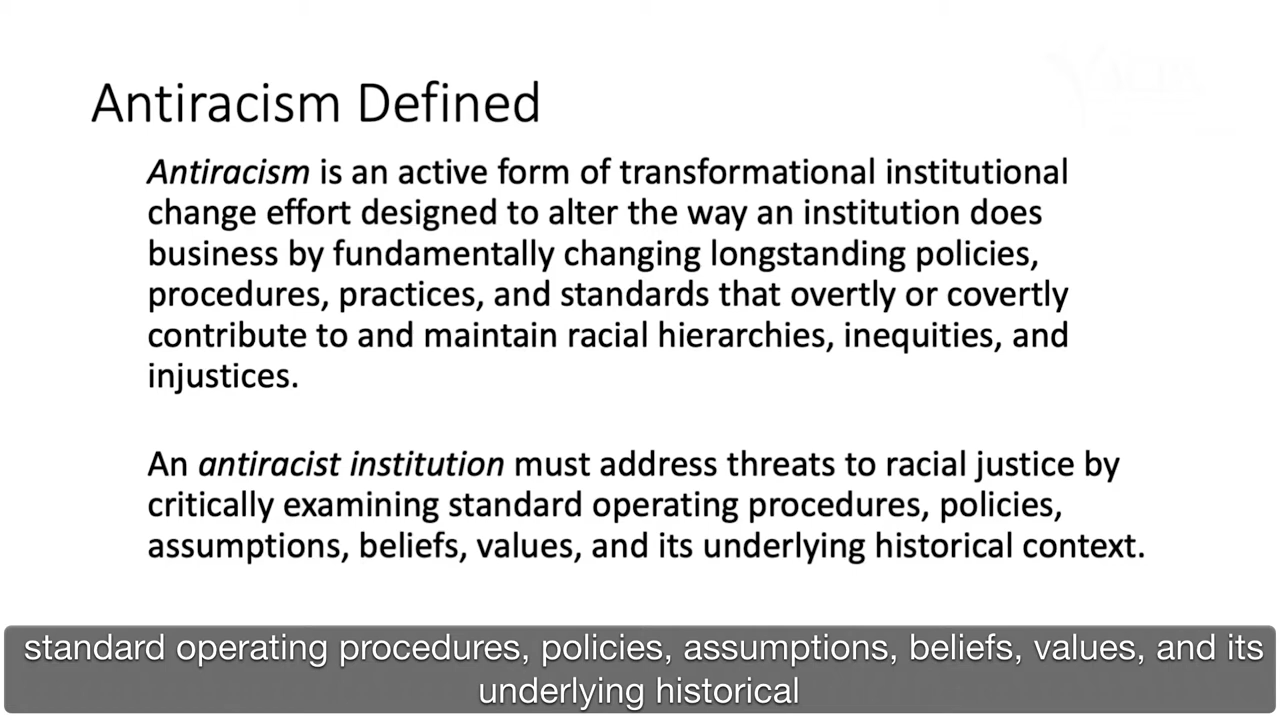 Antiracism Defined
Antiracism is an active form of transformational institutional
change effort designed to alter the way an institution does
business by fundamentally changing longstanding policies,
procedures, practices, and standards that overtly or covertly
contribute to and maintain racial hierarchies, inequities, and
injustices.
An antiracist institution must address threats to racial justice by
critically examining standard operating procedures, policies,
assumptions, beliefs, values, and its underlying historical context.
standard operating procedures, policies, assumptions, beliefs, values, and its
underlying historical